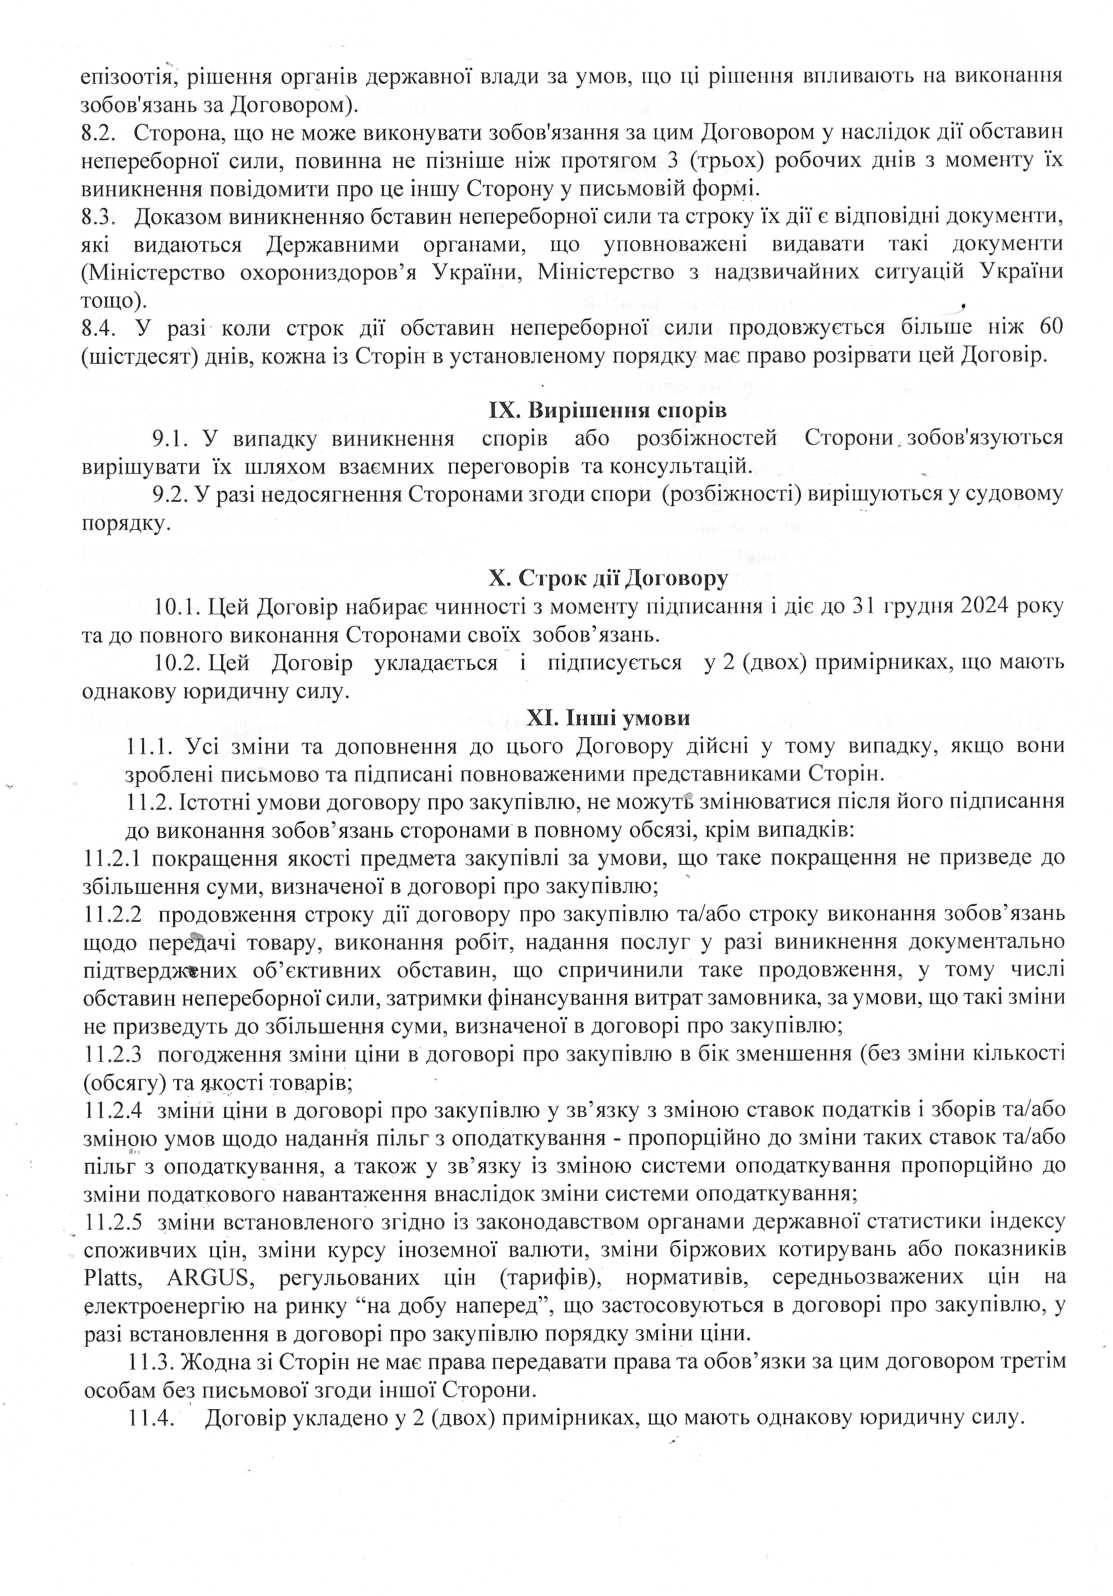 епізоотія, рішення органів державної влади за умов, що ці рішення впливають на виконання
зобов'язань за Договором).
8.2. Сторона, що не може виконувати зобов'язання за цим Договором у наслідок дії обставин
непереборної сили, повинна не пізніше ніж протягом 3 (трьох) робочих днів з моменту їх
виникнення повідомити про це іншу Сторону у письмовій формі.
8.3. Доказом виникненняо бставин непереборної сили та строку їх дії є відповідні документи,
які видаються Державними органами, що уповноважені видавати такі документи
(Міністерство охорониздоров’я України, Міністерство з надзвичайних ситуацій України
тощо).
8.4. У разі коли строк дії обставин непереборної сили продовжується більше ніж 60
(шістдесят) днів, кожна із Сторін в установленому порядку має право розірвати цей Договір.
IX. Вирішення спорів
9.1. У випадку виникнення спорів або розбіжностей Сторони зобов'язуються
вирішувати їх шляхом взаємних переговорів та консультацій.
9.2. У разі недосягнення Сторонами згоди спори (розбіжності) вирішуються у судовому
порядку.
X. Строк дії Договору
10.1. Цей Договір набирає чинності з моменту підписання і діє до 31 грудня 2024 року
та до повного виконання Сторонами своїх зобов’язань.
10.2. Цей Договір укладається і підписується у 2 (двох) примірниках, що мають
однакову юридичну силу.
XI. Інші умови
11.1. Усі зміни та доповнення до цього Договору дійсні у тому випадку, якщо вони
зроблені письмово та підписані повноваженими представниками Сторін.
11.2. Істотні умови договору про закупівлю, не можуть змінюватися після його підписання
до виконання зобов’язань сторонами в повному обсязі, крім випадків:
11.2.1 покращення якості предмета закупівлі за умови, що таке покращення не призведе до
збільшення суми, визначеної в договорі про закупівлю;
11.2.2 продовження строку дії договору про закупівлю та/або строку виконання зобов’язань
щодо передачі товару, виконання робіт, надання послуг у разі виникнення документально
підтверджених об’єктивних обставин, що спричинили таке продовження, у тому числі
обставин непереборної сили, затримки фінансування витрат замовника, за умови, що такі зміни
не призведуть до збільшення суми, визначеної в договорі про закупівлю;
11.2.3 погодження зміни ціни в договорі про закупівлю в бік зменшення (без зміни кількості
(обсягу) та якості товарів;
11.2.4 зміни ціни в договорі про закупівлю у зв’язку з зміною ставок податків і зборів та/або
зміною умов щодо надання пільг з оподаткування - пропорційно до зміни таких ставок та/або
пільг з оподаткування, а також у зв’язку із зміною системи оподаткування пропорційно до
зміни податкового навантаження внаслідок зміни системи оподаткування;
11.2.5 зміни встановленого згідно із законодавством органами державної статистики індексу
споживчих цін, зміни курсу іноземної валюти, зміни біржових котирувань або показників
Platts, ARGUS, регульованих цін (тарифів), нормативів, середньозважених цін на
електроенергію на ринку “на добу наперед”, що застосовуються в договорі про закупівлю, у
разі встановлення в договорі про закупівлю порядку зміни ціни.
11.3. Жодна зі Сторін не має права передавати права та обов’язки за цим договором третім
особам без письмової згоди іншої Сторони.
11.4. Договір укладено у 2 (двох) примірниках, що мають однакову юридичну силу.